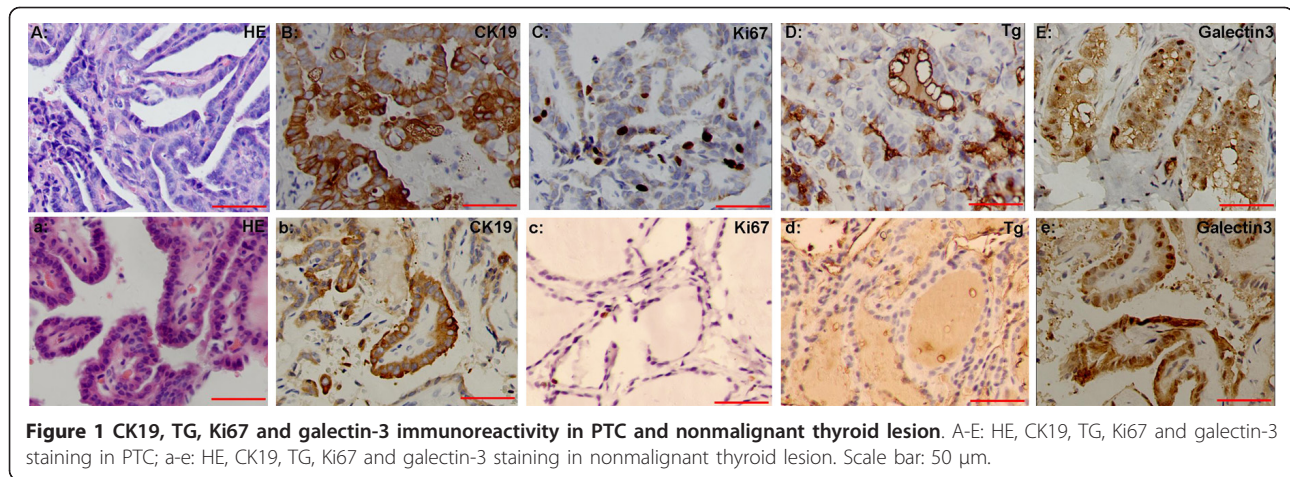 A: HE
B: CK19
C: Ki67
D: Tg
E: Galectin3
a: HE
b: CK19
c: Ki67
d: Tg
e: Galectin3
Figure 1 CK19, TG, Ki67 and galectin-3 immunoreactivity in PTC and nonmalignant thyroid lesion. A-E: HE, CK19, TG, Ki67 and galectin-3
staining in PTC; a-e: HE, CK19, TG, Ki67 and galectin-3 staining in nonmalignant thyroid lesion. Scale bar: 50 μm.